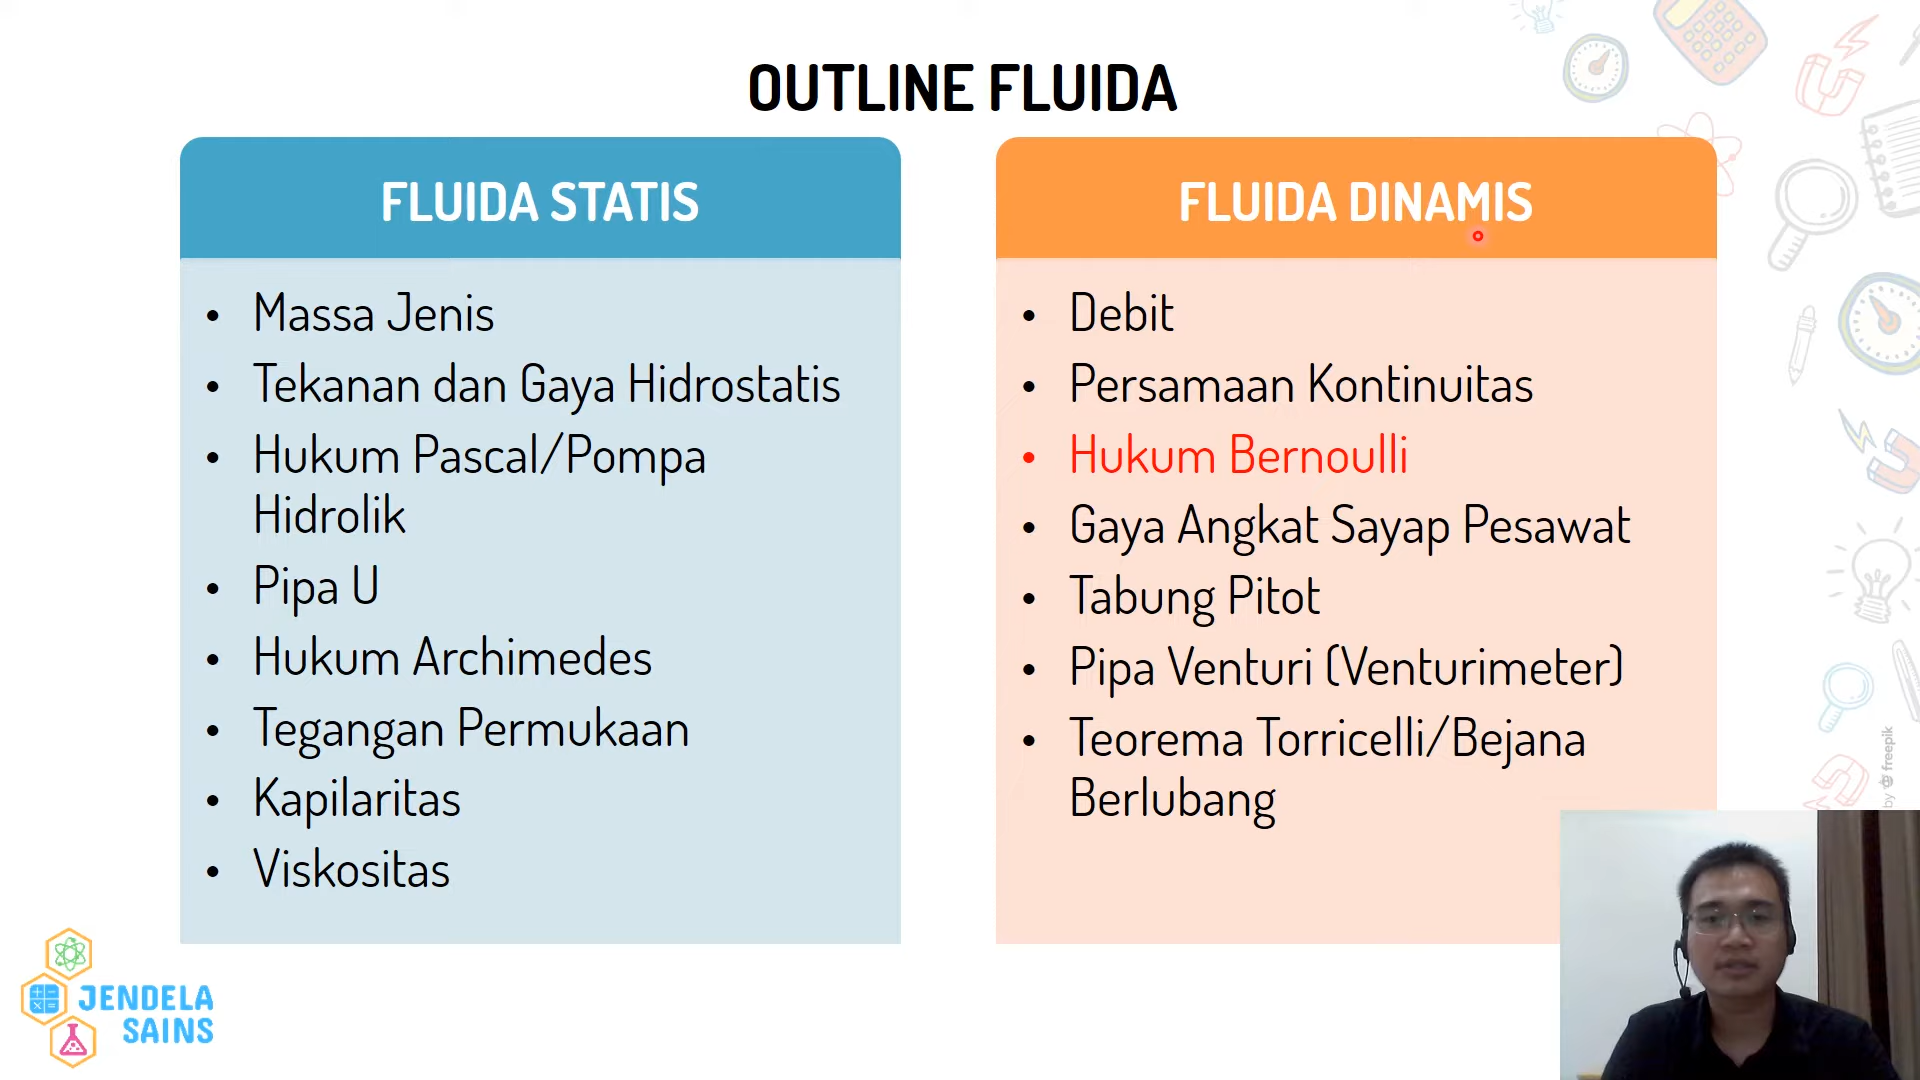 OUTLINE FLUIDA
FLUIDA STATIS
• Massa Jenis
• Tekanan dan Gaya Hidrostatis
• Hukum Pascal/Pompa
Hidrolik
• Pipa U
• Hukum Archimedes
• Tegangan Permukaan
• Kapilaritas
• Viskositas
FLUIDA DINAMIS
• Debit
• Persamaan Kontinuitas
• Hukum Bernoulli
• Gaya Angkat Sayap Pesawat
• Tabung Pitot
• Pipa Venturi (Venturimeter)
• Teorema Torricelli/Bejana
Berlubang
by freepik
JENDELA
SAINS